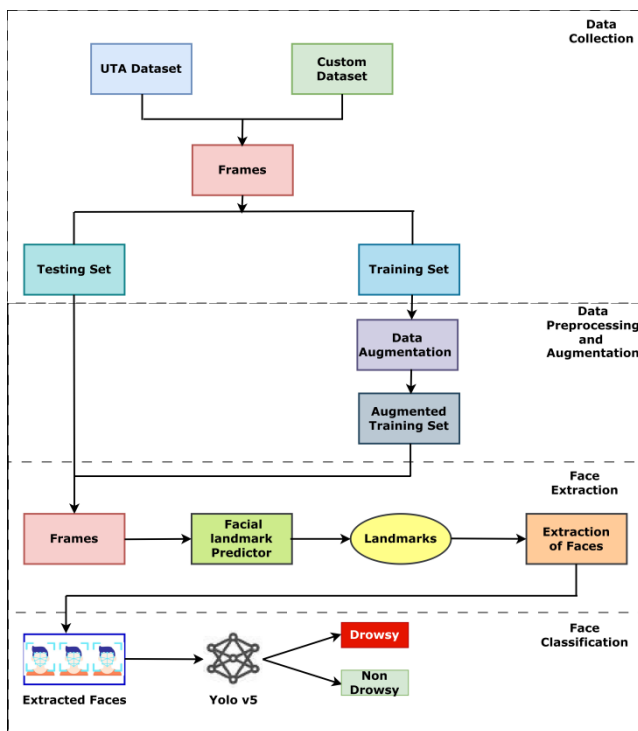 Data
Collection
UTA Dataset
Custom
Dataset
Frames
Testing Set
Training Set
Data
Preprocessing
and
Augmentation
Data
Augmentation
Augmented
Training Set
Face
Extraction
Frames
Facial
landmark
Predictor
Landmarks
Extraction
of Faces
Face
Classification
Drowsy
Non
Drowsy
Extracted Faces
Yolo v5